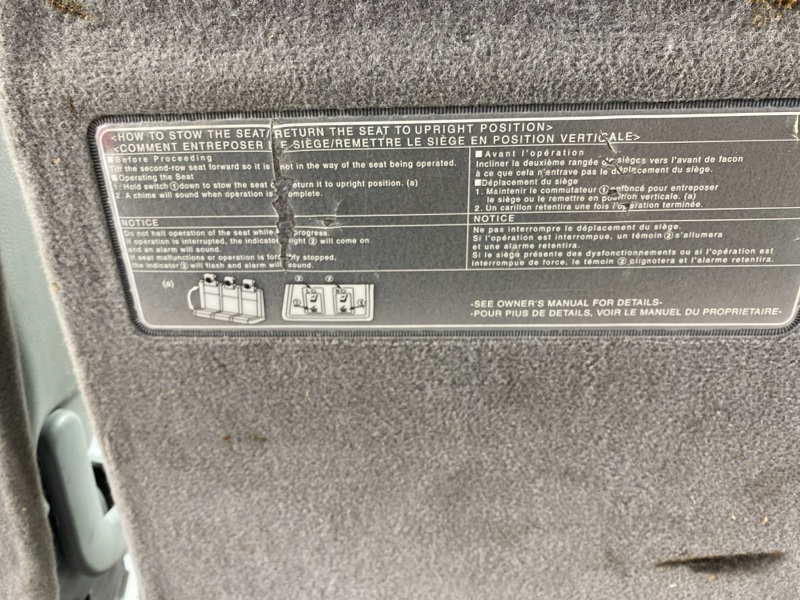 <HOW TO STOW THE SEAT/RETURN THE SEAT TO UPRIGHT POSITION>
<COMMENT ENTREPOSER LE SIÈGE/REMETTRE LE SIÈGE EN POSITION VERTICALE>
■Before Proceeding
Tilt the second-row seat forward so it is not in the way of the seat being operated.
■Operating the Seat
1. Hold switch ① down to stow the seat or return it to upright position. (a)
2. A chime will sound when operation is complete.
NOTICE
Do not halt operation of the seat while in progress.
If operation is interrupted, the indicator light ② will come on
and an alarm will sound.
If seat malfunctions or operation is forcibly stopped,
the indicator ② will flash and alarm will sound.
■Avant l'opération
Incliner la deuxième rangée de sièges vers l'avant de façon
à ce que cela n'entrave pas le déplacement du siège.
■Déplacement du siège
1. Maintenir le commutateur ① enfoncé pour entreposer
le siège ou le remettre en position verticale. (a)
2. Un carillon retentira une fois l'opération terminée.
NOTICE
Ne pas interrompre le déplacement du siège.
Si l'opération est interrompue, un témoin ② s'allumera
et une alarme retentira.
Si le siège présente des dysfonctionements ou si l'opération est
interrompue de force, le témoin ② clignotera et l'alarme retentira.
(a)
② ②
① ①
-SEE OWNER'S MANUAL FOR DETAILS-
-POUR PIUS DE DETAILS, VOIR LE MANUEL DU PROPRIETAIRE-